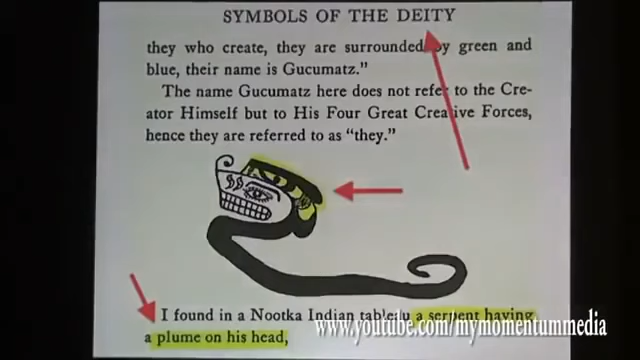 SYMBOLS OF THE DEITY
they who create, they are surrounded by green and
blue, their name is Gucumatz."
The name Gucumatz here does not refer to the Cre-
ator Himself but to His Four Great Creative Forces,
hence they are referred to as "they."
I found in a Nootka Indian tableau a serpent having
a plume on his head,
www.youtube.com/mymomentummedia